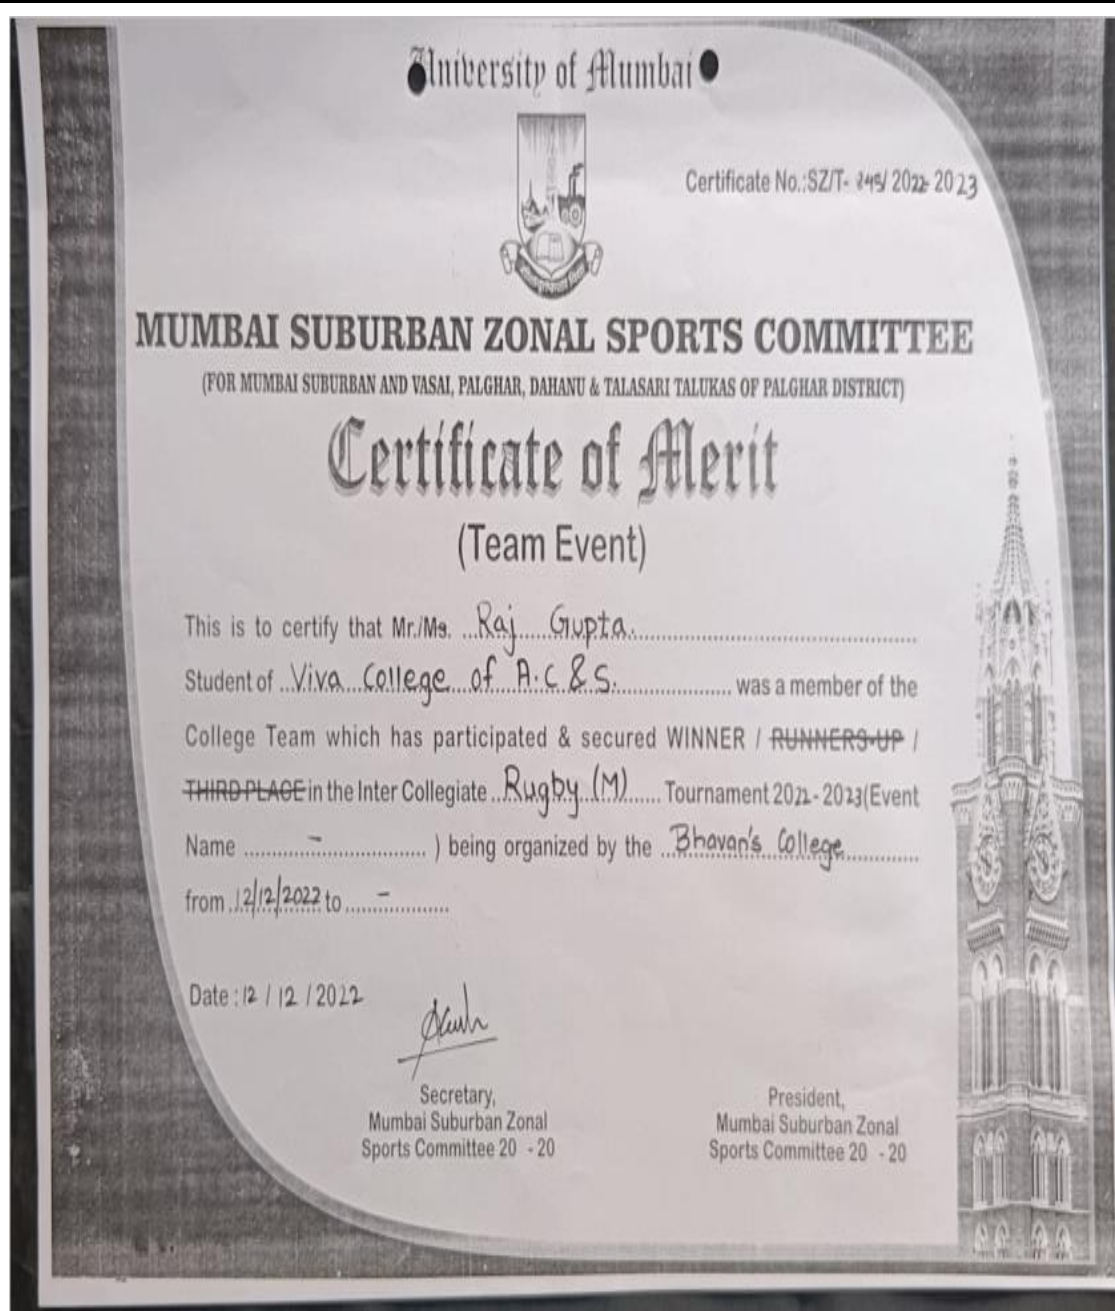 University of Mumbai
Certificate No.:SZ/T- 245/ 2022- 2023
MUMBAI SUBURBAN ZONAL SPORTS COMMITTEE
(FOR MUMBAI SUBURBAN AND VASAI, PALGHAR, DAHANU & TALASARI TALUKAS OF PALGHAR DISTRICT)
Certificate of Merit
(Team Event)
This is to certify that Mr./Ms. Raj Gupta.
Student of Viva College of A.C & S. was a member of the
College Team which has participated & secured WINNER / RUNNERS-UP /
THIRD PLACE in the Inter Collegiate Rugby (M) Tournament 2022-2023(Event
Name - ) being organized by the Bhavan's College
from 12/12/2022 to -
Date : 12 / 12 / 2022
Secretary,
Mumbai Suburban Zonal
Sports Committee 20 - 20
President,
Mumbai Suburban Zonal
Sports Committee 20 - 20